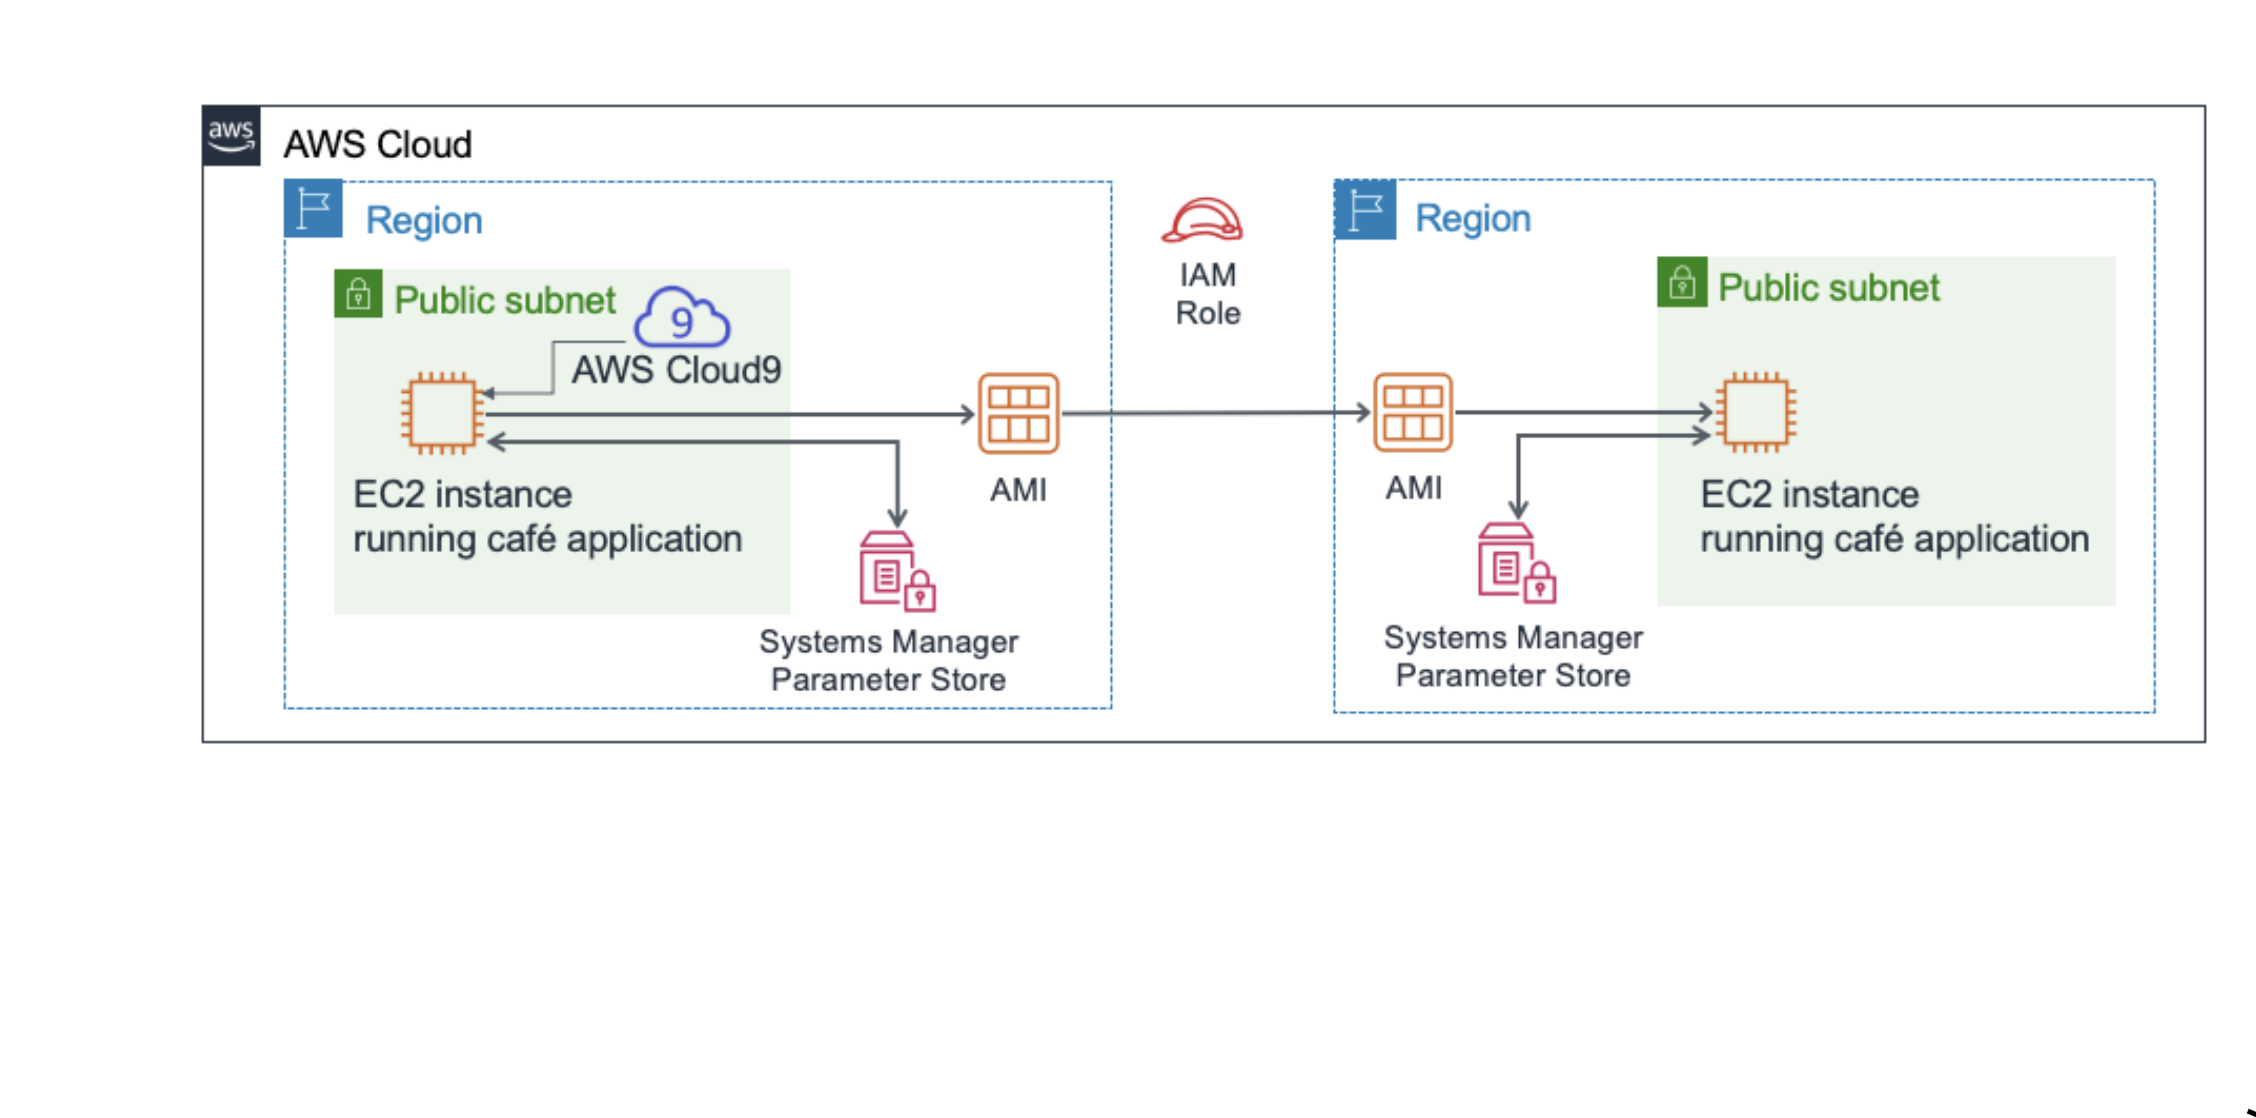 aws
AWS Cloud
Region
Public subnet
9
AWS Cloud9
EC2 instance
running café application
AMI
Systems Manager
Parameter Store
IAM
Role
Region
Public subnet
AMI
EC2 instance
running café application
Systems Manager
Parameter Store